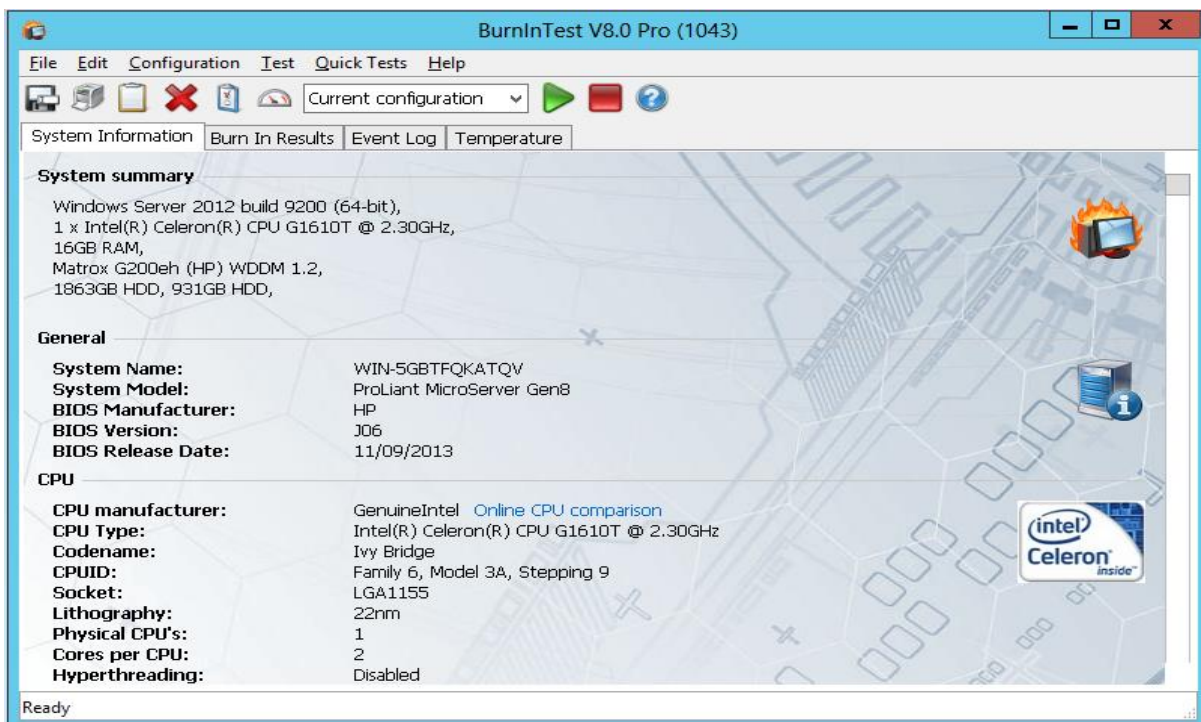 BurnInTest V8.0 Pro (1043)
File Edit Configuration Test Quick Tests Help
Current configuration
System Information Burn In Results Event Log Temperature
System summary
Windows Server 2012 build 9200 (64-bit),
1 x Intel(R) Celeron(R) CPU G1610T @ 2.30GHz,
16GB RAM,
Matrox G200eh (HP) WDDM 1.2,
1863GB HDD, 931GB HDD,
General
System Name: WIN-5GBTFQKATQV
System Model: ProLiant MicroServer Gen8
BIOS Manufacturer: HP
BIOS Version: J06
BIOS Release Date: 11/09/2013
CPU
CPU manufacturer: GenuineIntel Online CPU comparison
CPU Type: Intel(R) Celeron(R) CPU G1610T @ 2.30GHz
Codename: Ivy Bridge
CPUID: Family 6, Model 3A, Stepping 9
Socket: LGA1155
Lithography: 22nm
Physical CPU's: 1
Cores per CPU: 2
Hyperthreading: Disabled
intel
Celeron
inside
Ready